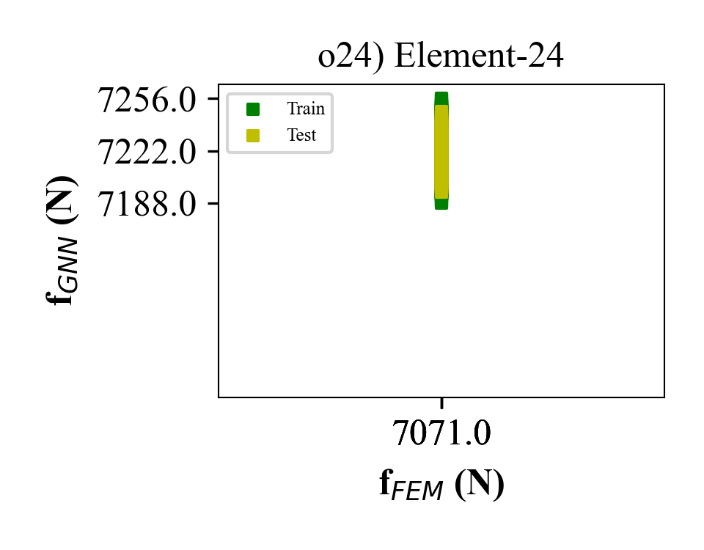 o24) Element-24
7256.0
7222.0
7188.0
Train
Test
f_GNN (N)
7071.0
f_FEM (N)